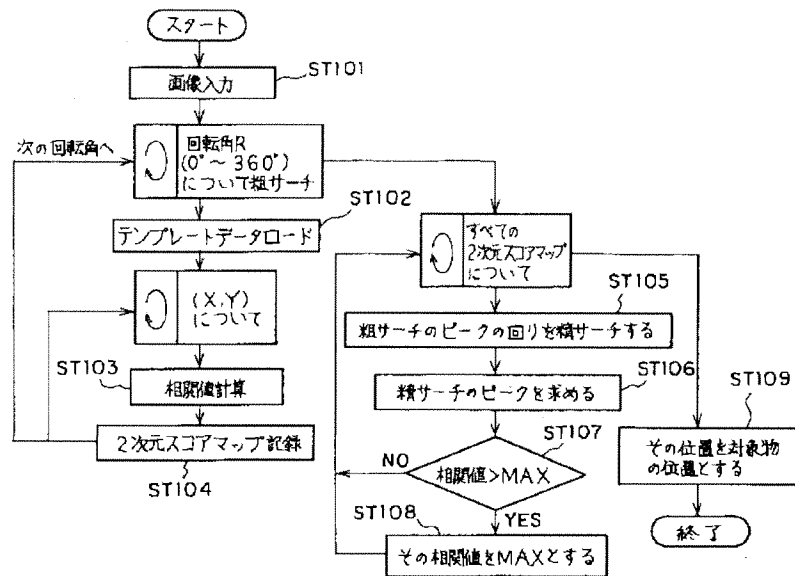 スタート
画像入力
ST101
次の回転角へ
回転角R
(0°~360°)
について粗サーチ
ST102
テンプレートデータロード
(X,Y)
について
ST103
相関値計算
2次元スコアマップ記録
ST104
すべての
2次元スコアマップ
について
ST105
粗サーチのピークの回りを精サーチする
ST106
精サーチのピークを求める
ST107
NO
相関値>MAX
YES
ST108
その相関値をMAXとする
ST109
その位置を対象物
の位置とする
終了